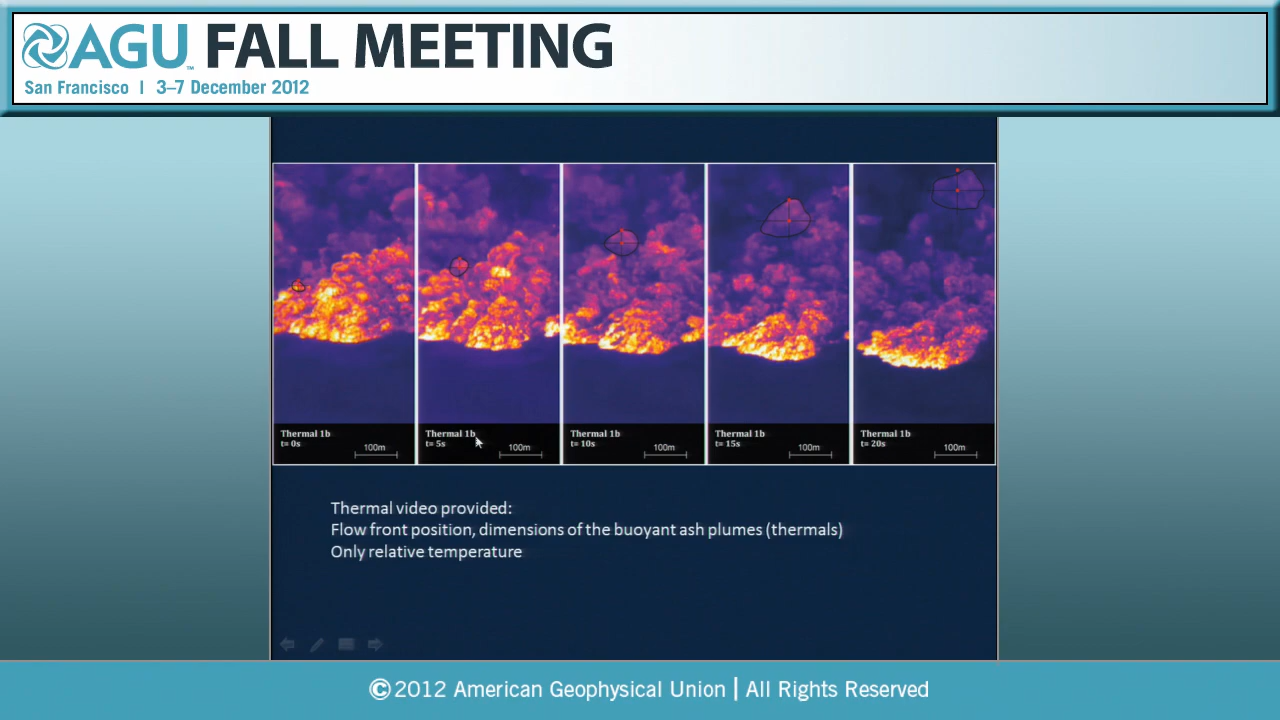 AGU™ FALL MEETING
San Francisco | 3–7 December 2012
Thermal 1b
t= 0s
100m
Thermal 1b
t= 5s
100m
Thermal 1b
t= 10s
100m
Thermal 1b
t= 15s
100m
Thermal 1b
t= 20s
100m
Thermal video provided:
Flow front position, dimensions of the buoyant ash plumes (thermals)
Only relative temperature
©2012 American Geophysical Union | All Rights Reserved